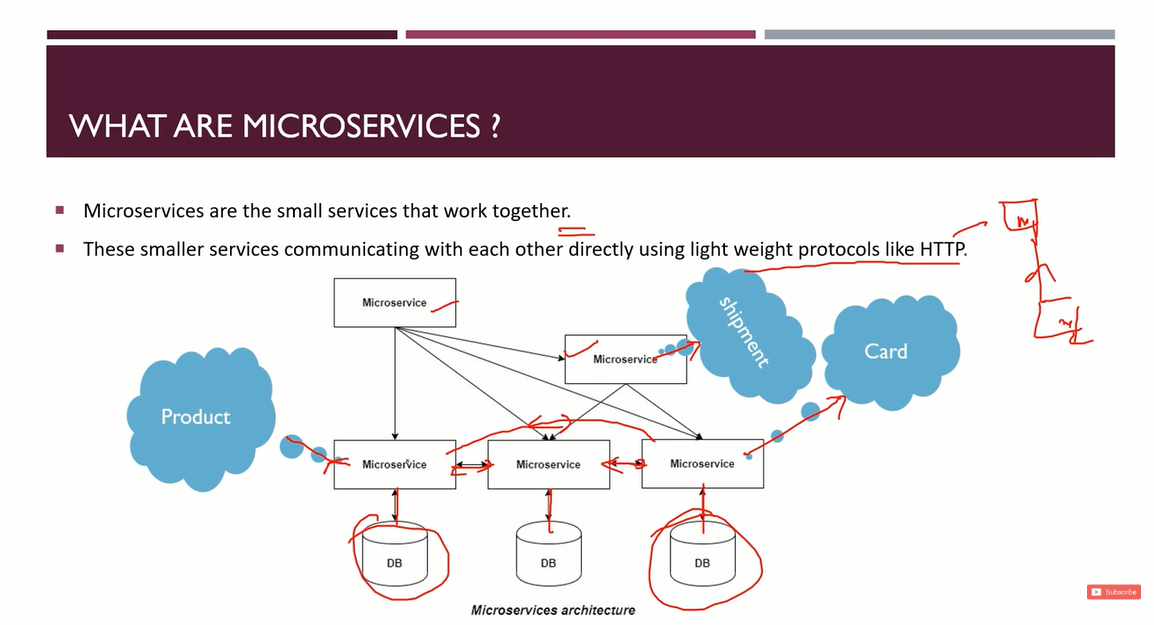 WHAT ARE MICROSERVICES ?
Microservices are the small services that work together.
These smaller services communicating with each other directly using light weight protocols like HTTP.
Microservice
Microservice
shipment
Card
Product
Microservice
Microservice
Microservice
DB
DB
DB
Microservices architecture
Subscribe